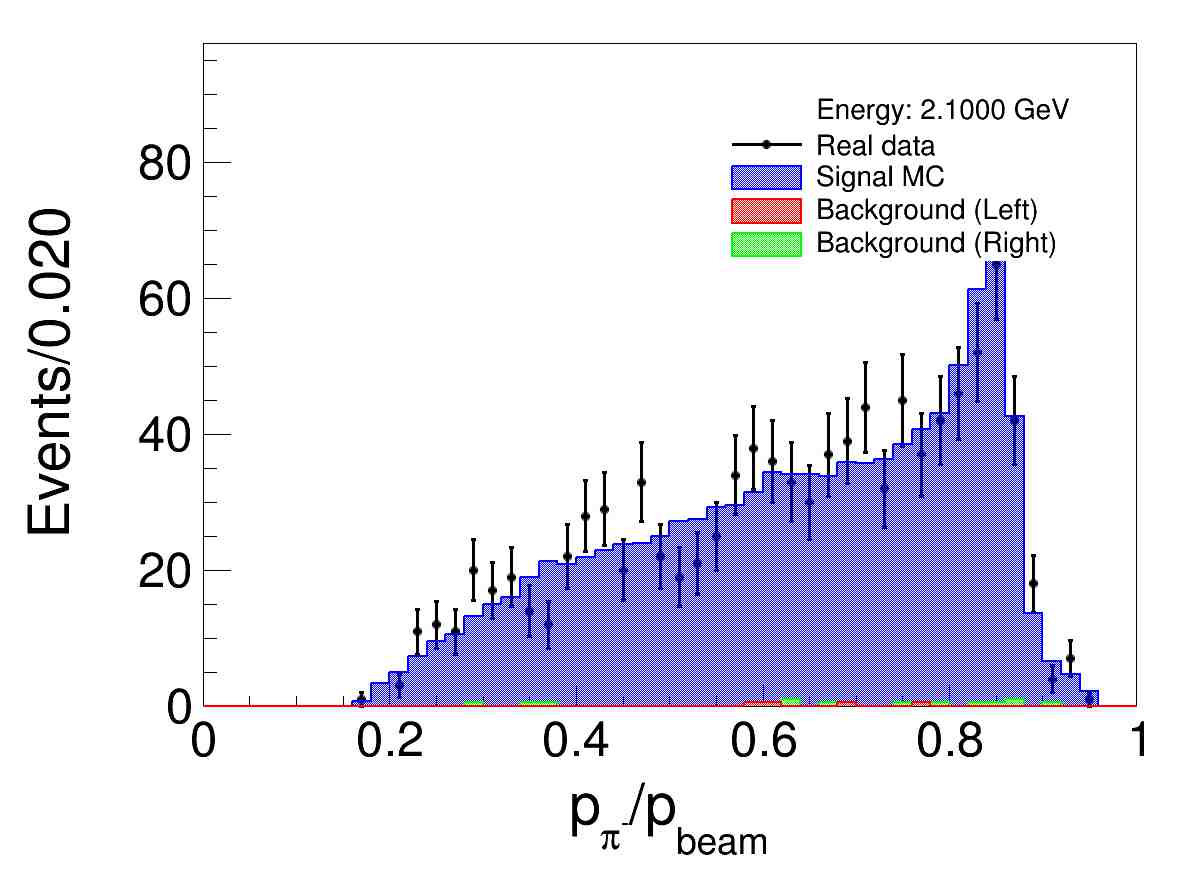 Energy: 2.1000 GeV
Real data
Signal MC
Background (Left)
Background (Right)
Events/0.020
80
60
40
20
0
0 0.2 0.4 0.6 0.8 1
pπ-/pbeam